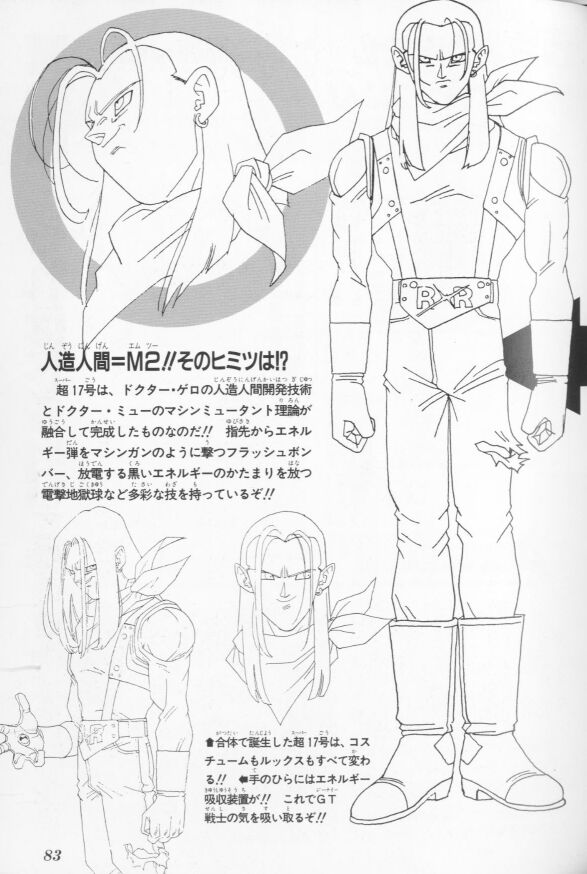 人造人間=M2!!そのヒミツは!?
超17号は、ドクター・ゲロの人造人間開発技術
とドクター・ミューのマシンミュータント理論が
融合して完成したものなのだ!! 指先からエネル
ギー弾をマシンガンのように撃つフラッシュボン
バー、放電する黒いエネルギーのかたまりを放つ
電撃地獄球など多彩な技を持っているぞ!!
RR
⬆合体で誕生した超17号は、コス
チュームもルックスもすべて変わ
る!! ⬅手のひらにはエネルギー
吸収装置が!! これでGT
戦士の気を吸い取るぞ!!
83